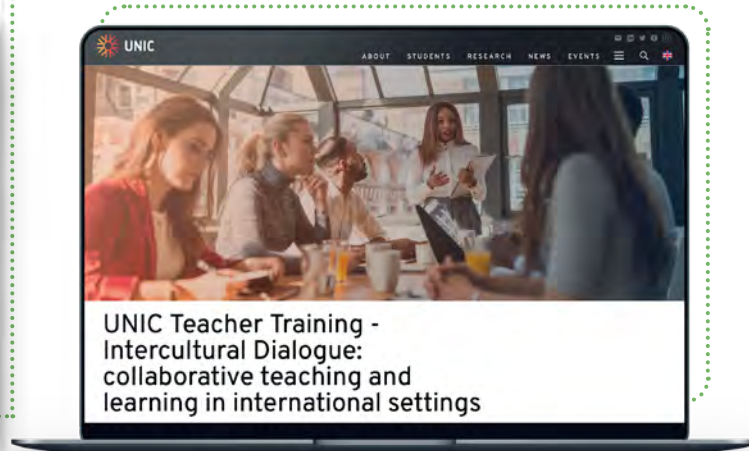 UNIC
ABOUT STUDENTS RESEARCH NEWS EVENTS
UNIC Teacher Training -
Intercultural Dialogue:
collaborative teaching and
learning in international settings